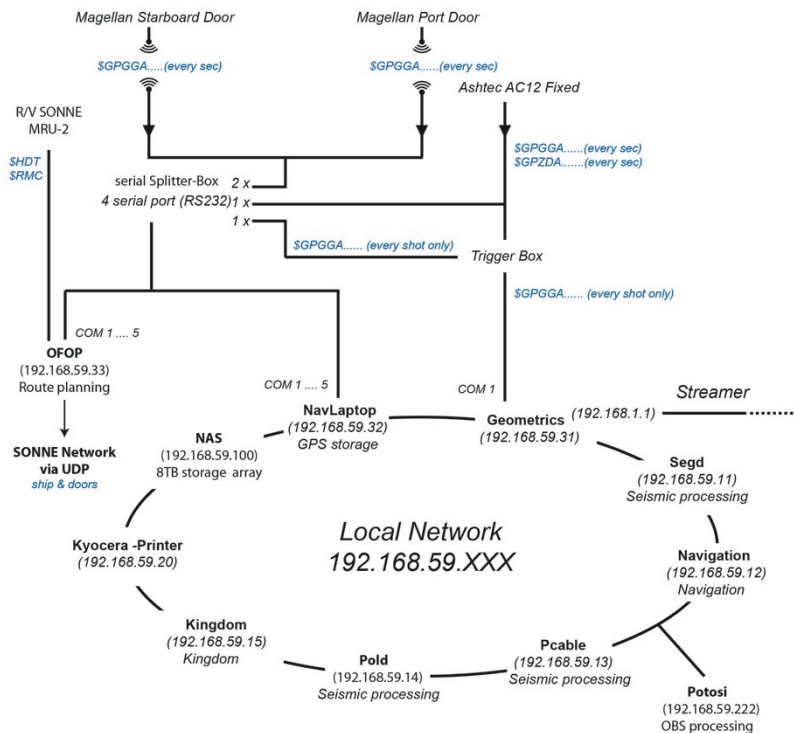 Magellan Starboard Door
Magellan Port Door
$GPGGA.....(every sec)
$GPGGA.....(every sec)
Ashtec AC12 Fixed
R/V SONNE
MRU-2
$HDT
$RMC
$GPGGA......(every sec)
$GPZDA.......(every sec)
serial Splitter-Box
2 x
4 serial port (RS232)
1 x
1 x
$GPGGA...... (every shot only)
Trigger Box
$GPGGA...... (every shot only)
COM 1 .... 5
OFOP
(192.168.59.33)
Route planning
COM 1 .... 5
COM 1
SONNE Network
via UDP
ship & doors
NAS
(192.168.59.100)
8TB storage array
NavLaptop
(192.168.59.32)
GPS storage
Geometrics
(192.168.59.31)
(192.168.1.1)
Streamer
Segd
(192.168.59.11)
Seismic processing
Local Network
192.168.59.XXX
Kyocera -Printer
(192.168.59.20)
Navigation
(192.168.59.12)
Navigation
Kingdom
(192.168.59.15)
Kingdom
Pold
(192.168.59.14)
Seismic processing
Pcable
(192.168.59.13)
Seismic processing
Potosi
(192.168.59.222)
OBS processing